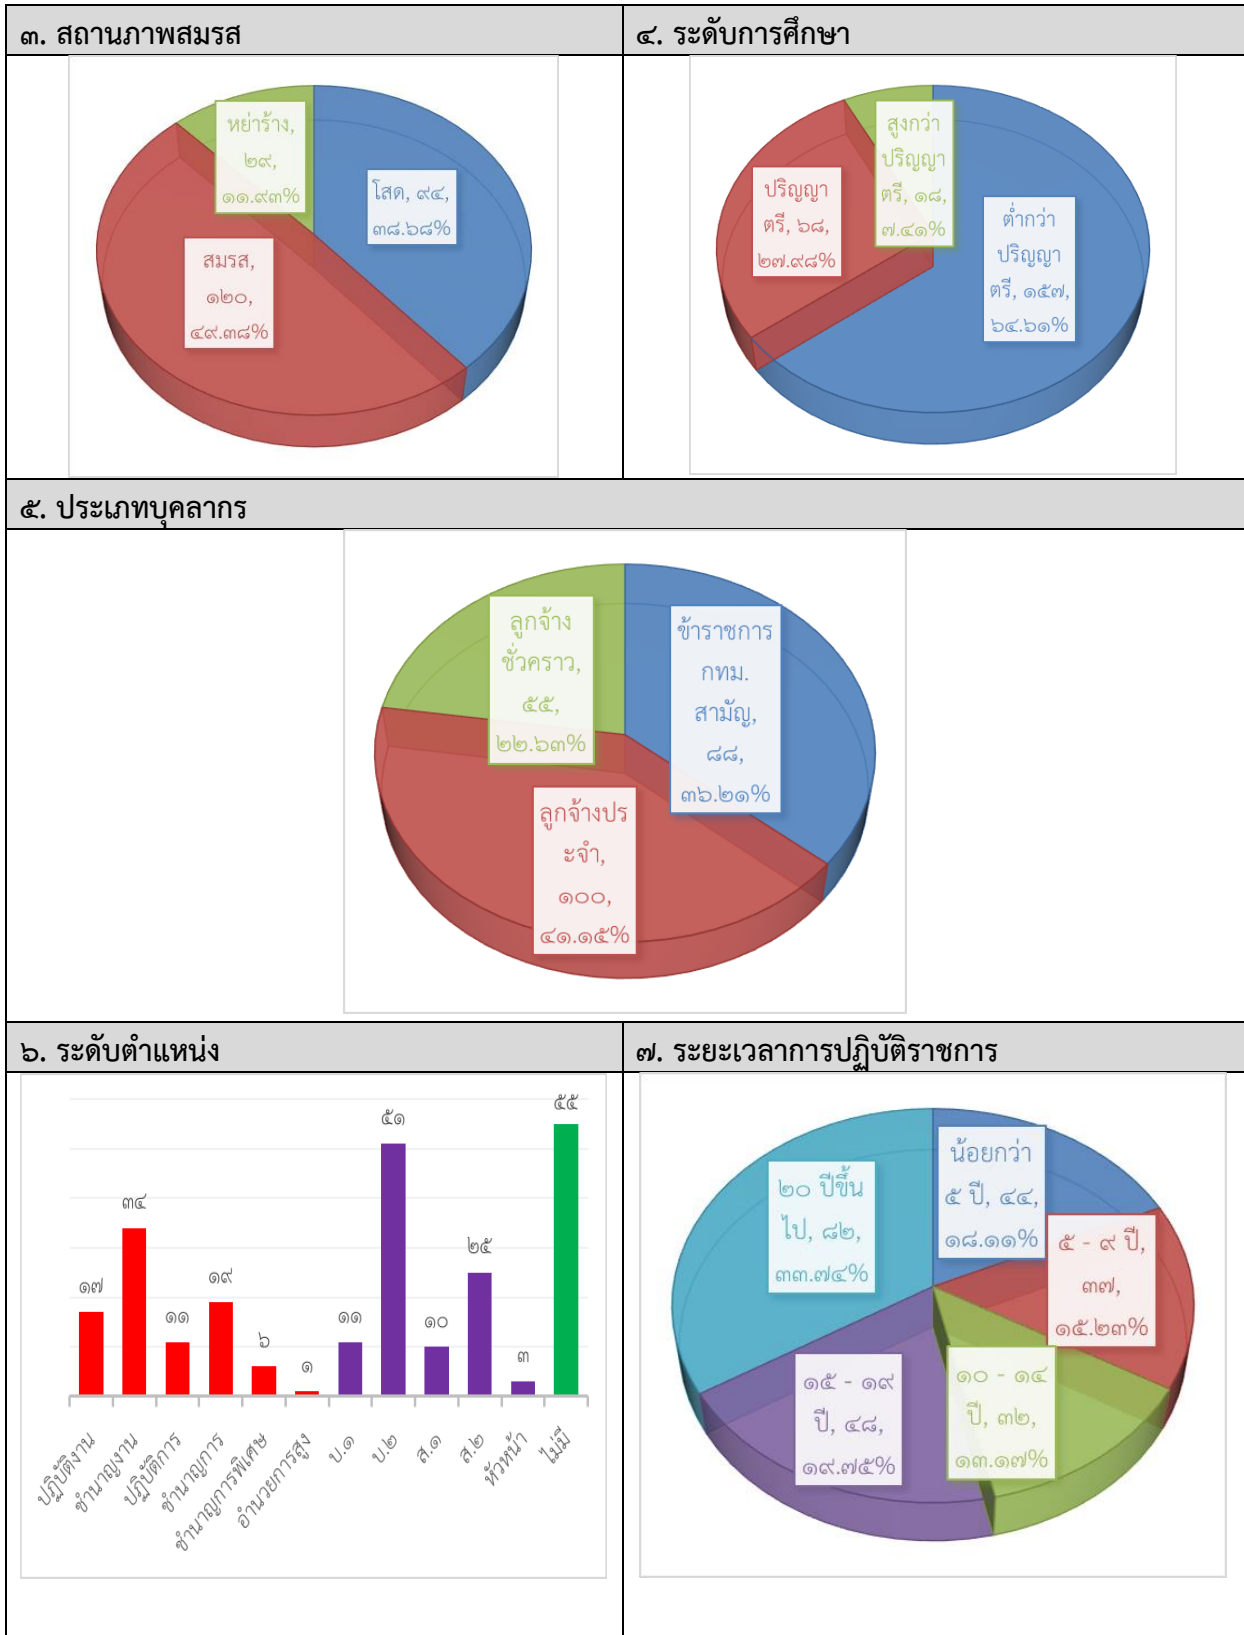 ๓. สถานภาพสมรส
๔. ระดับการศึกษา
หย่าร้าง,
๒๙,
๑๑.๙๓%
โสด, ๙๔,
๓๘.๖๘%
สมรส,
๑๒๐,
๔๙.๓๘%
สูงกว่า
ปริญญา
ตรี, ๑๘,
๗.๔๑%
ปริญญา
ตรี, ๖๘,
๒๗.๙๘%
ต่ำกว่า
ปริญญา
ตรี, ๑๕๗,
๖๔.๖๑%
๕. ประเภทบุคลากร
ลูกจ้าง
ชั่วคราว,
๕๕,
๒๒.๖๓%
ข้าราชการ
กทม.
สามัญ,
๘๘,
๓๖.๒๑%
ลูกจ้างปร
ะจำ,
๑๐๐,
๔๑.๑๕%
๖. ระดับตำแหน่ง
๗. ระยะเวลาการปฏิบัติราชการ
๑๗
๓๔
๑๑
๑๙
๖
๑
๑๑
๕๑
๑๐
๒๕
๓
๕๕
ปฏิบัติงาน
ชำนาญงาน
ปฏิบัติการ
ชำนาญการ
ชำนาญการพิเศษ
อำนวยการสูง
บ.๑
บ.๒
ส.๑
ส.๒
หัวหน้า
ไม่มี
น้อยกว่า
๕ ปี, ๔๔,
๑๘.๑๑%
๕ - ๙ ปี,
๓๗,
๑๕.๒๓%
๑๐ - ๑๔
ปี, ๓๒,
๑๓.๑๗%
๑๕ - ๑๙
ปี, ๔๘,
๑๙.๗๕%
๒๐ ปีขึ้น
ไป, ๘๒,
๓๓.๗๔%